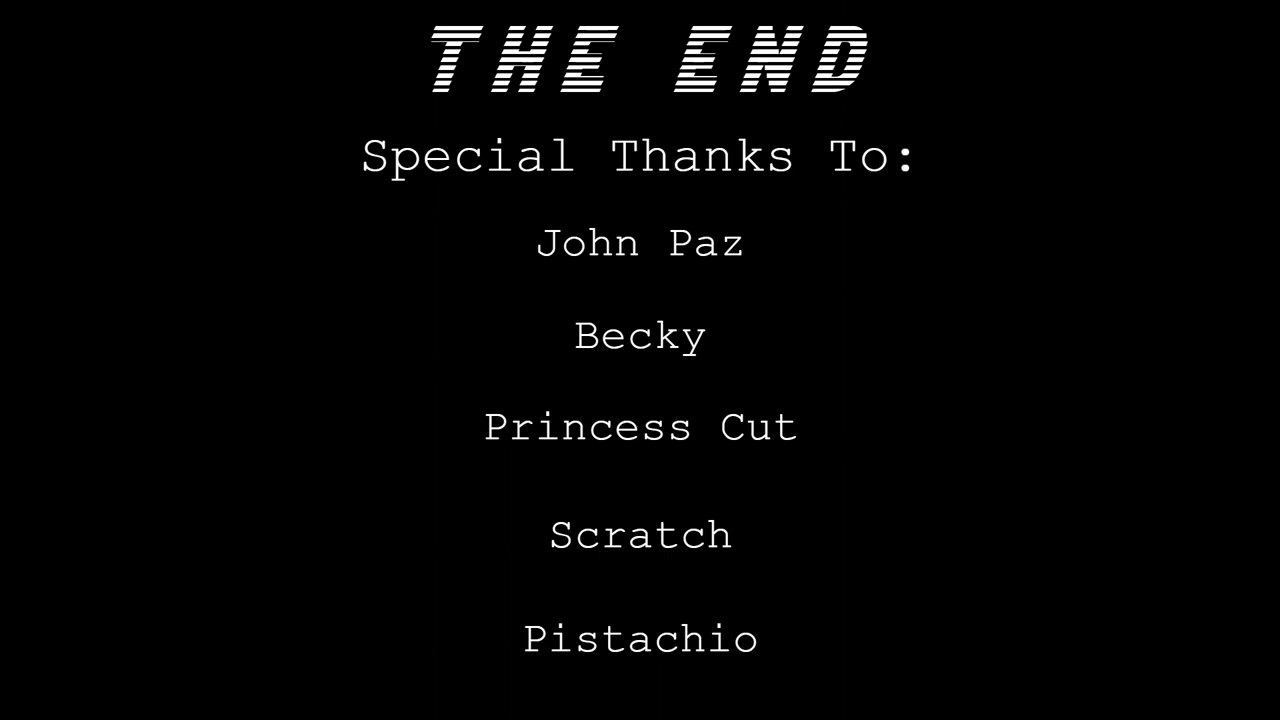 THE END
Special Thanks To:
John Paz
Becky
Princess Cut
Scratch
Pistachio